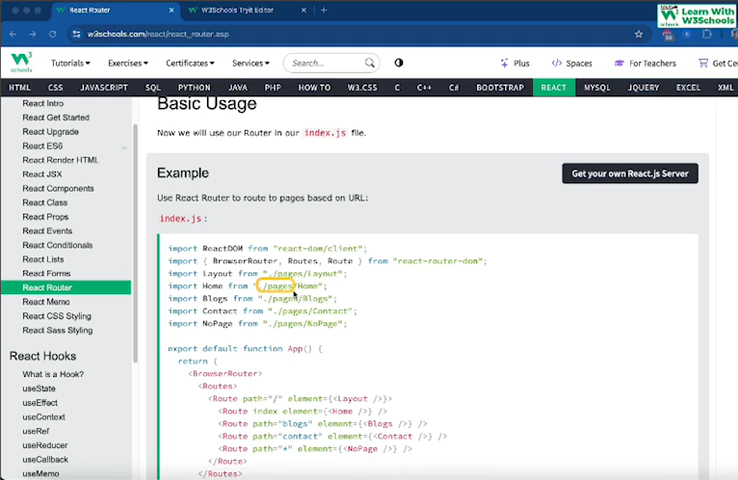 React Router
W3Schools Tryit Editor
Learn With
W3Schools
w3schools.com/react/react_router.asp
W3
schools
Tutorials
Exercises
Certificates
Services
Search...
Plus
Spaces
For Teachers
Get Cer
HTML CSS JAVASCRIPT SQL PYTHON JAVA PHP HOW TO W3.CSS C C++ C# BOOTSTRAP REACT MYSQL JQUERY EXCEL XML
React Intro
React Get Started
React Upgrade
React ES6
React Render HTML
React JSX
React Components
React Class
React Props
React Events
React Conditionals
React Lists
React Forms
React Router
React Memo
React CSS Styling
React Sass Styling
React Hooks
What is a Hook?
useState
useEffect
useContext
useRef
useReducer
useCallback
useMemo
Basic Usage
Now we will use our Router in our index.js file.
Example
Get your own React.js Server
Use React Router to route to pages based on URL:
index.js:
import ReactDOM from "react-dom/client";
import { BrowserRouter, Routes, Route } from "react-router-dom";
import Layout from "./pages/Layout";
import Home from "./pages/Home";
import Blogs from "./pages/Blogs";
import Contact from "./pages/Contact";
import NoPage from "./pages/NoPage";
export default function App() {
return (
<BrowserRouter>
<Routes>
<Route path="/" element={<Layout />}>
<Route index element={<Home />} />
<Route path="blogs" element={<Blogs />} />
<Route path="contact" element={<Contact />} />
<Route path="*" element={<NoPage />} />
</Route>
</Routes>